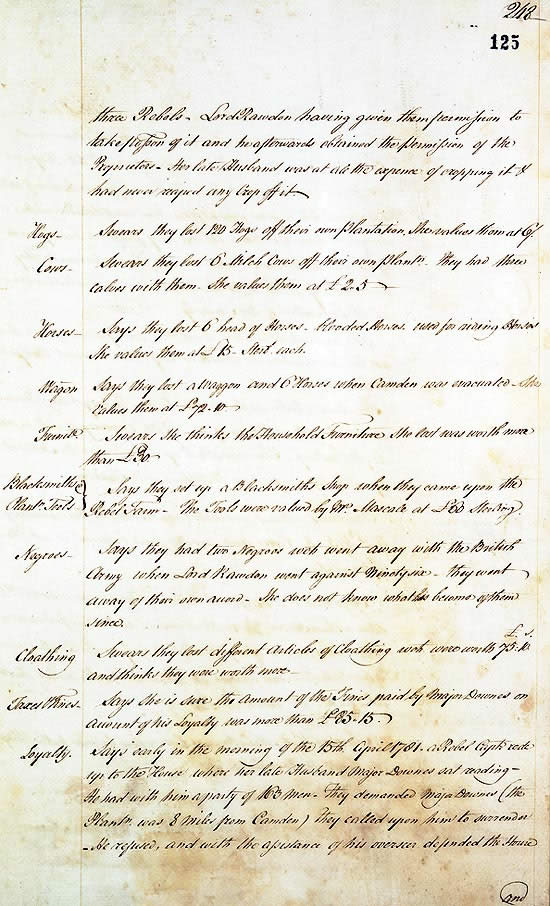 248
125
three Rebels - Lord Rawdon having given them permission to
take possion of it and he afterwards obtained the Permission of the
Proprietors - Her late Husband was at all the expence of cropping it &
had never reaped any Crop off it
Hogs - Swears they lost 120 Hogs off their own Plantation. She values them at 6/.
Cows - Swears they lost 6 Milch Cows off their own Plantn. They had three
calves with them. She values them at £2.5
Horses - Says they lost 6 head of Horses - blooded Horses. used for riding Horses
She values them at £15 Sterl. each.
Wagon Says they lost a Waggon and 6 Horses when Camden was evacuated - She
values them at £72.10
Furnite. Swears She thinks the Household Furniture She lost was worth more
than £30
Blacksmiths & Says they set up a Blacksmiths Shop when they came upon the
Plantn. Tools Rebel Farm - The Tools were valued by Mr. Mascale at £60 Sterling.
Negroes - Says they had two Negroes wch went away with the British
Army when Lord Rawdon went against Ninetysix - they went
away of their own accord - She does not know what is become of them
since.
£. s.
Cloathing Swears they lost different articles of Cloathing wch were worth 75.10
and thinks they were worth more -
Taxes & Fines - Says She is sure the amount of the Fines paid by Major Downes on
account of his Loyalty was more than £85.15.
Loyalty. Says early in the morning of the 15th April 1781. a Rebel Captn rode
up to the House where her late Husband Major Downes sat reading -
He had with him a party of 163 men - They demanded Major Downes (the
Plantn was 8 miles from Camden) They called upon him to surrender
- He refused, and with the assistance of his overseer defended the House
and